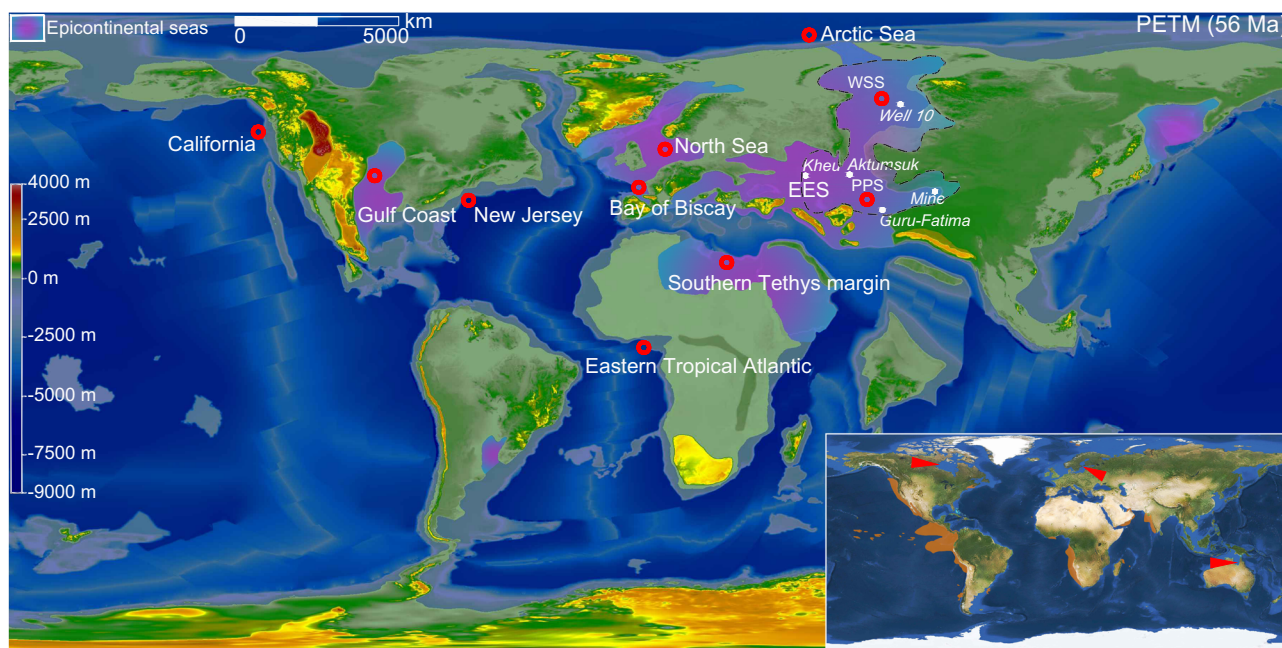 Epicontinental seas
0
5000
km
PETM (56 Ma)
Arctic Sea
WSS
Well 10
California
North Sea
Kheu
Aktumsuk
4000 m
EES
PPS
Mine
2500 m
Gulf Coast
New Jersey
Bay of Biscay
Guru-Fatima
0 m
Southern Tethys margin
-2500 m
Eastern Tropical Atlantic
-5000 m
-7500 m
-9000 m